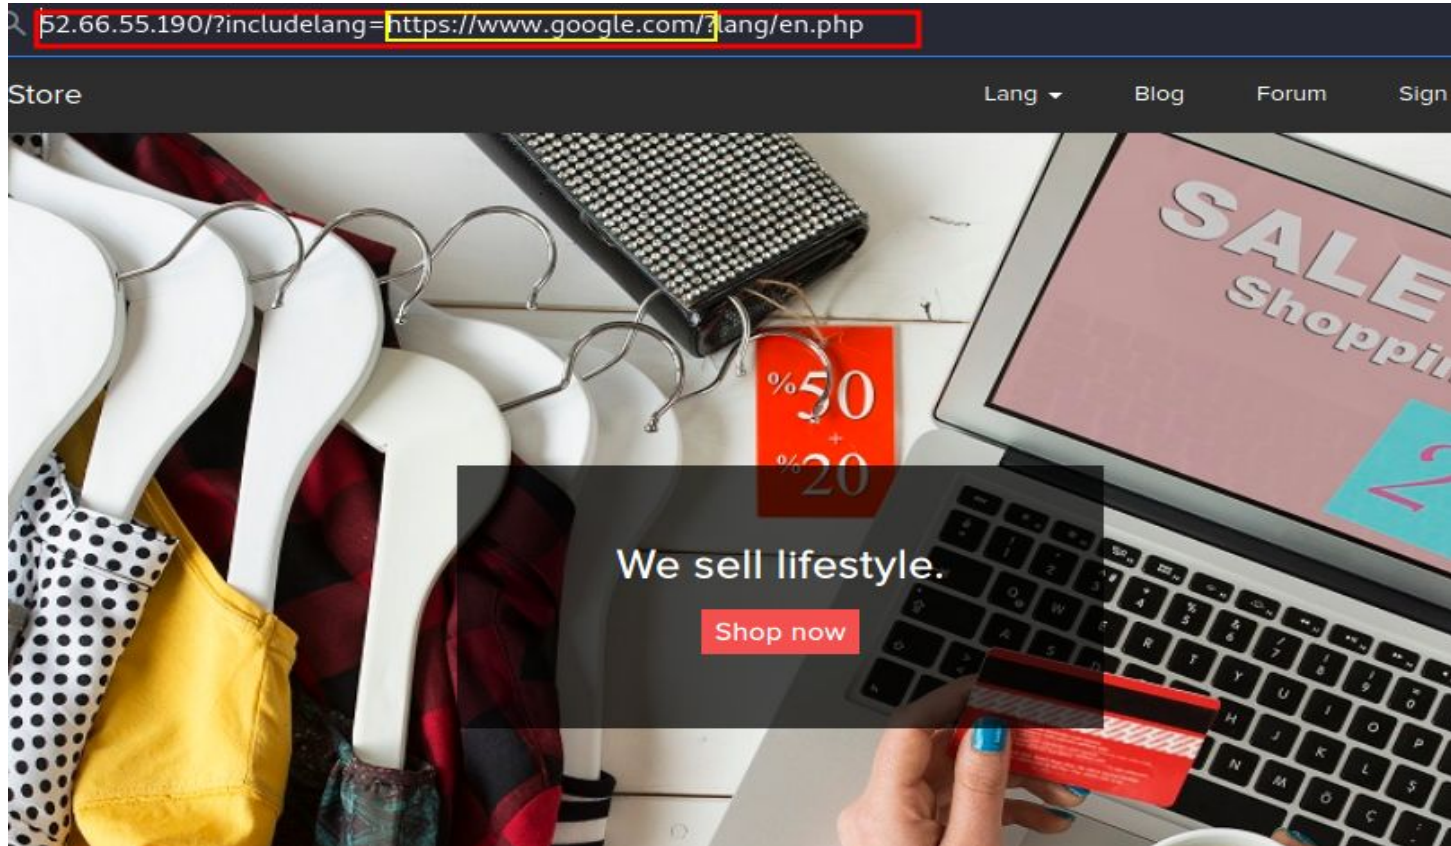 52.66.55.190/?includelang=https://www.google.com/?lang/en.php
Store Lang Blog Forum Sign
SALE
Shoppin
%50
+
%20
2
We sell lifestyle.
Shop now